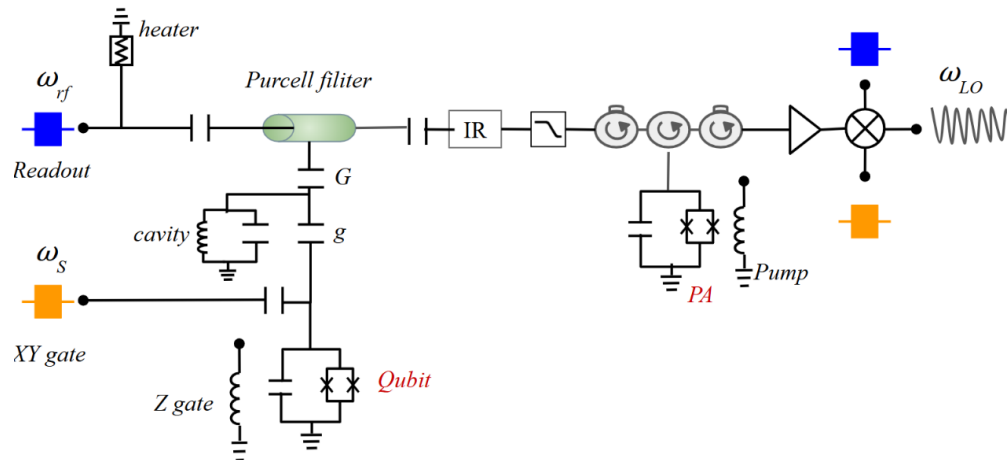 heater
ω_rf
Purcell filiter
ω_LO
IR
Readout
G
cavity
g
ω_S
Pump
PA
XY gate
Qubit
Z gate